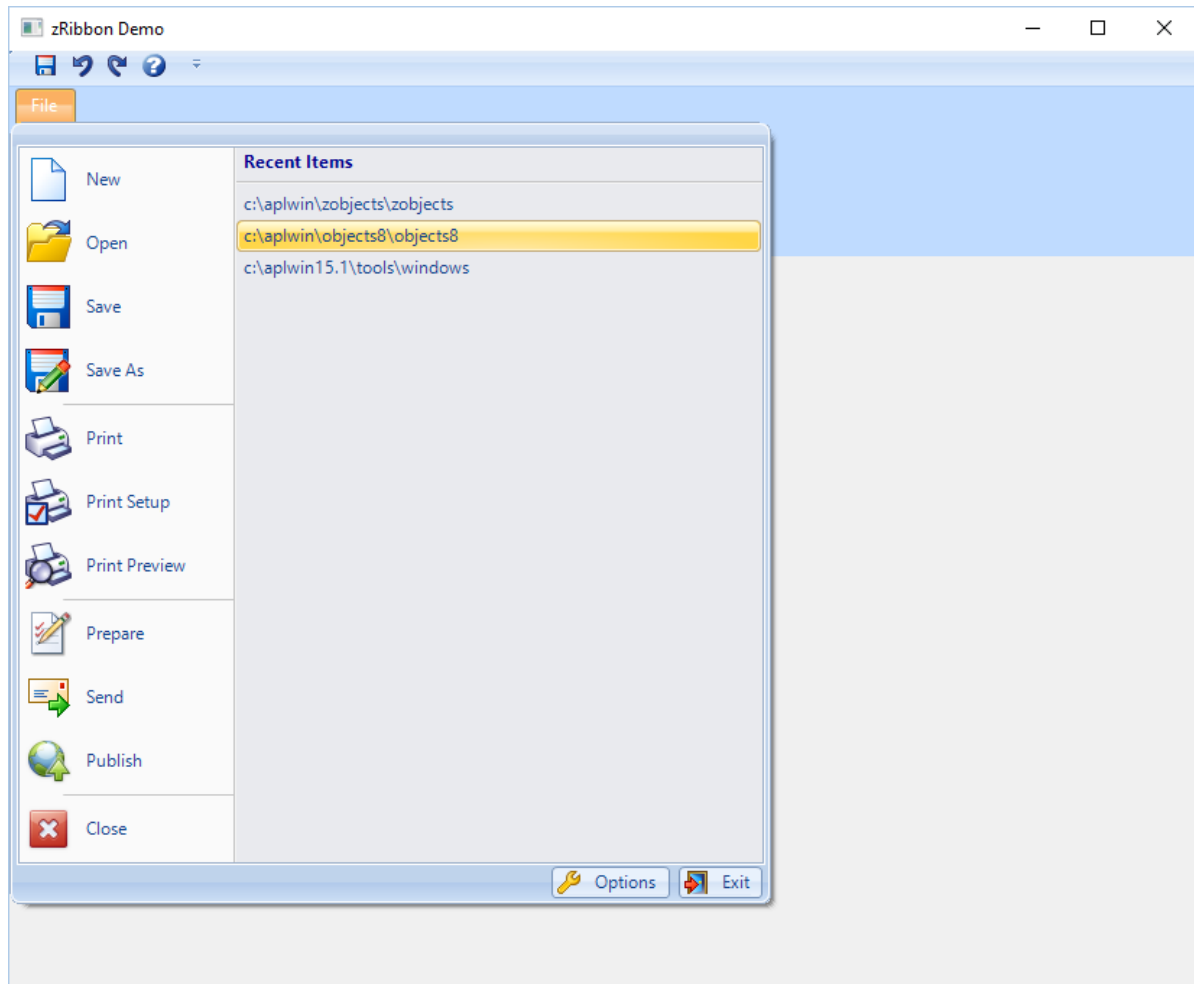 zRibbon Demo
File
New
Open
Save
Save As
Print
Print Setup
Print Preview
Prepare
Send
Publish
Close
Recent Items
c:\aplwin\zobjects\zobjects
c:\aplwin\objects8\objects8
c:\aplwin15.1\tools\windows
Options
Exit